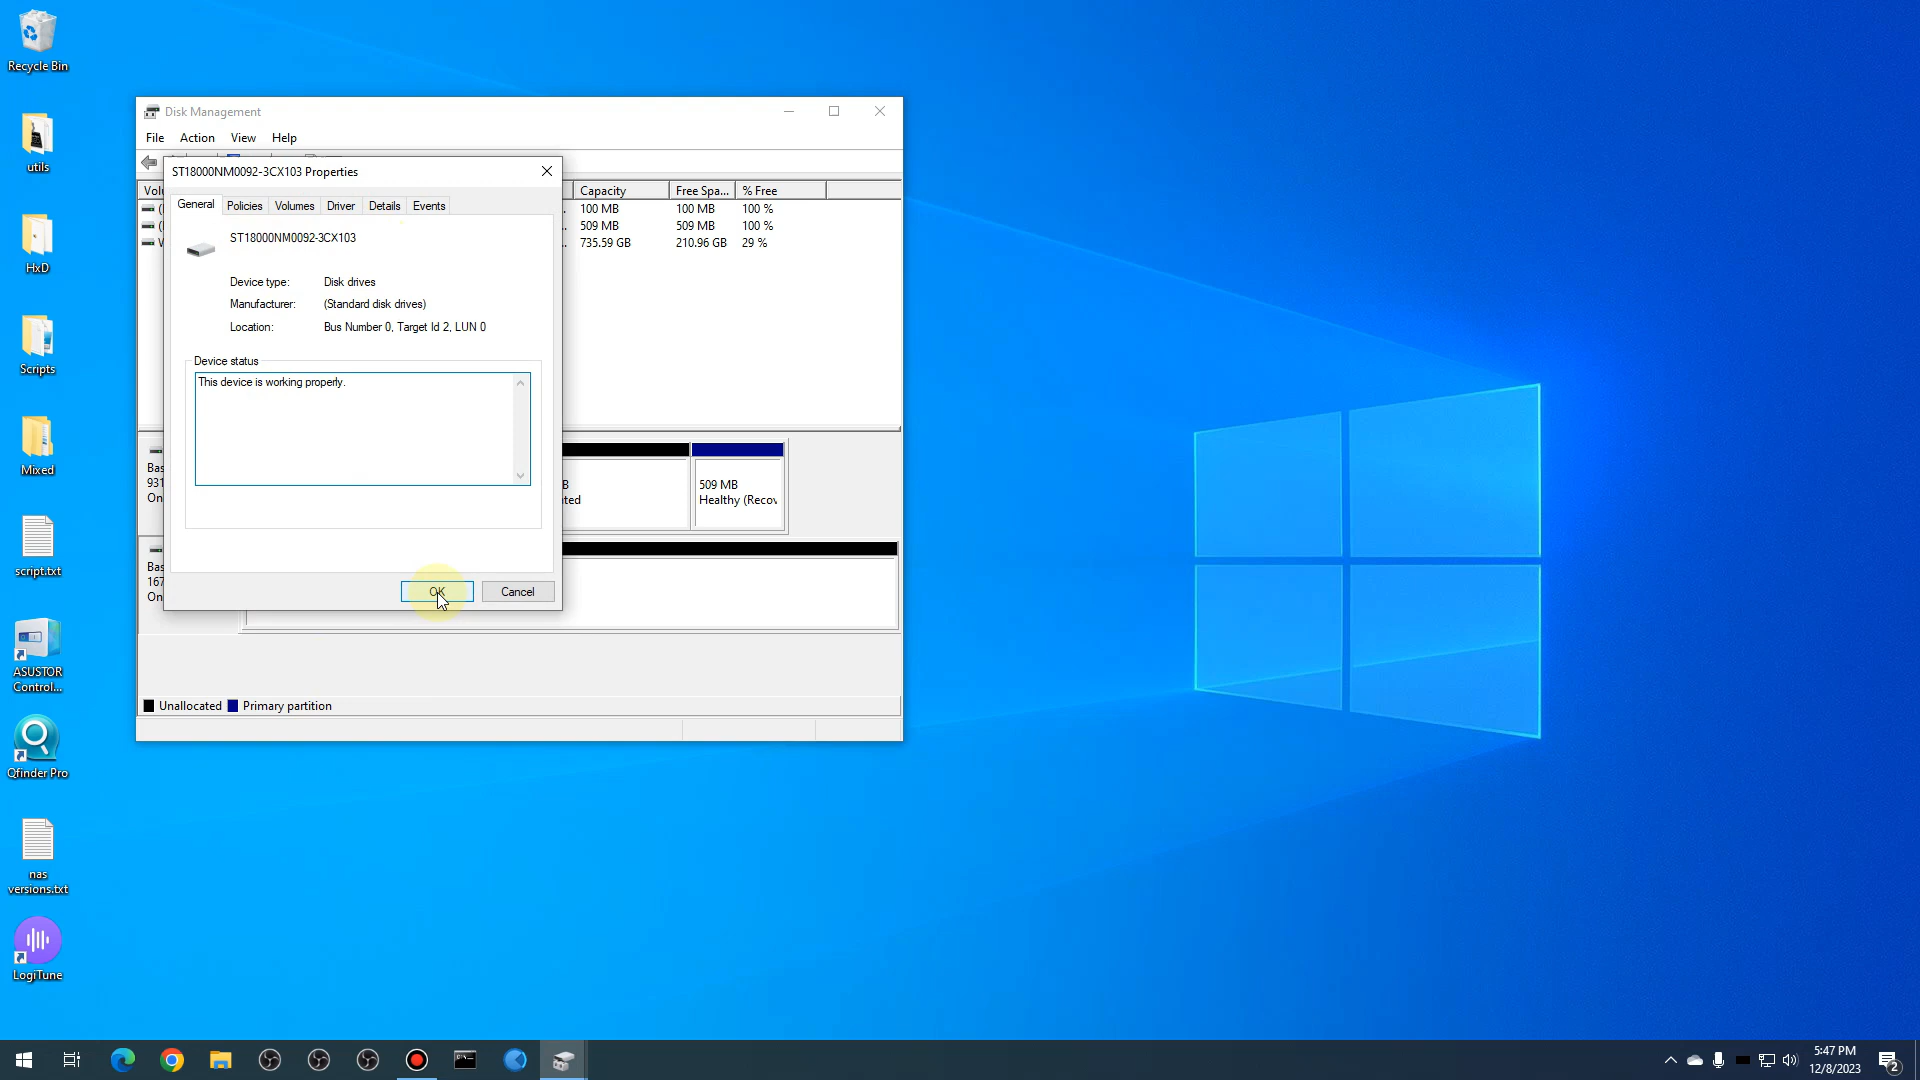 Recycle Bin
utils
HxD
Scripts
Mixed
script.txt
ASUSTOR
Control...
Qfinder Pro
nas
versions.txt
LogiTune
Disk Management
File Action View Help
ST18000NM0092-3CX103 Properties
General Policies Volumes Driver Details Events
ST18000NM0092-3CX103
Device type: Disk drives
Manufacturer: (Standard disk drives)
Location: Bus Number 0, Target Id 2, LUN 0
Device status
This device is working properly.
OK Cancel
Capacity Free Spa... % Free
100 MB 100 MB 100 %
509 MB 509 MB 100 %
735.59 GB 210.96 GB 29 %
509 MB
Healthy (Recov
Unallocated Primary partition
5:47 PM
12/8/2023
2